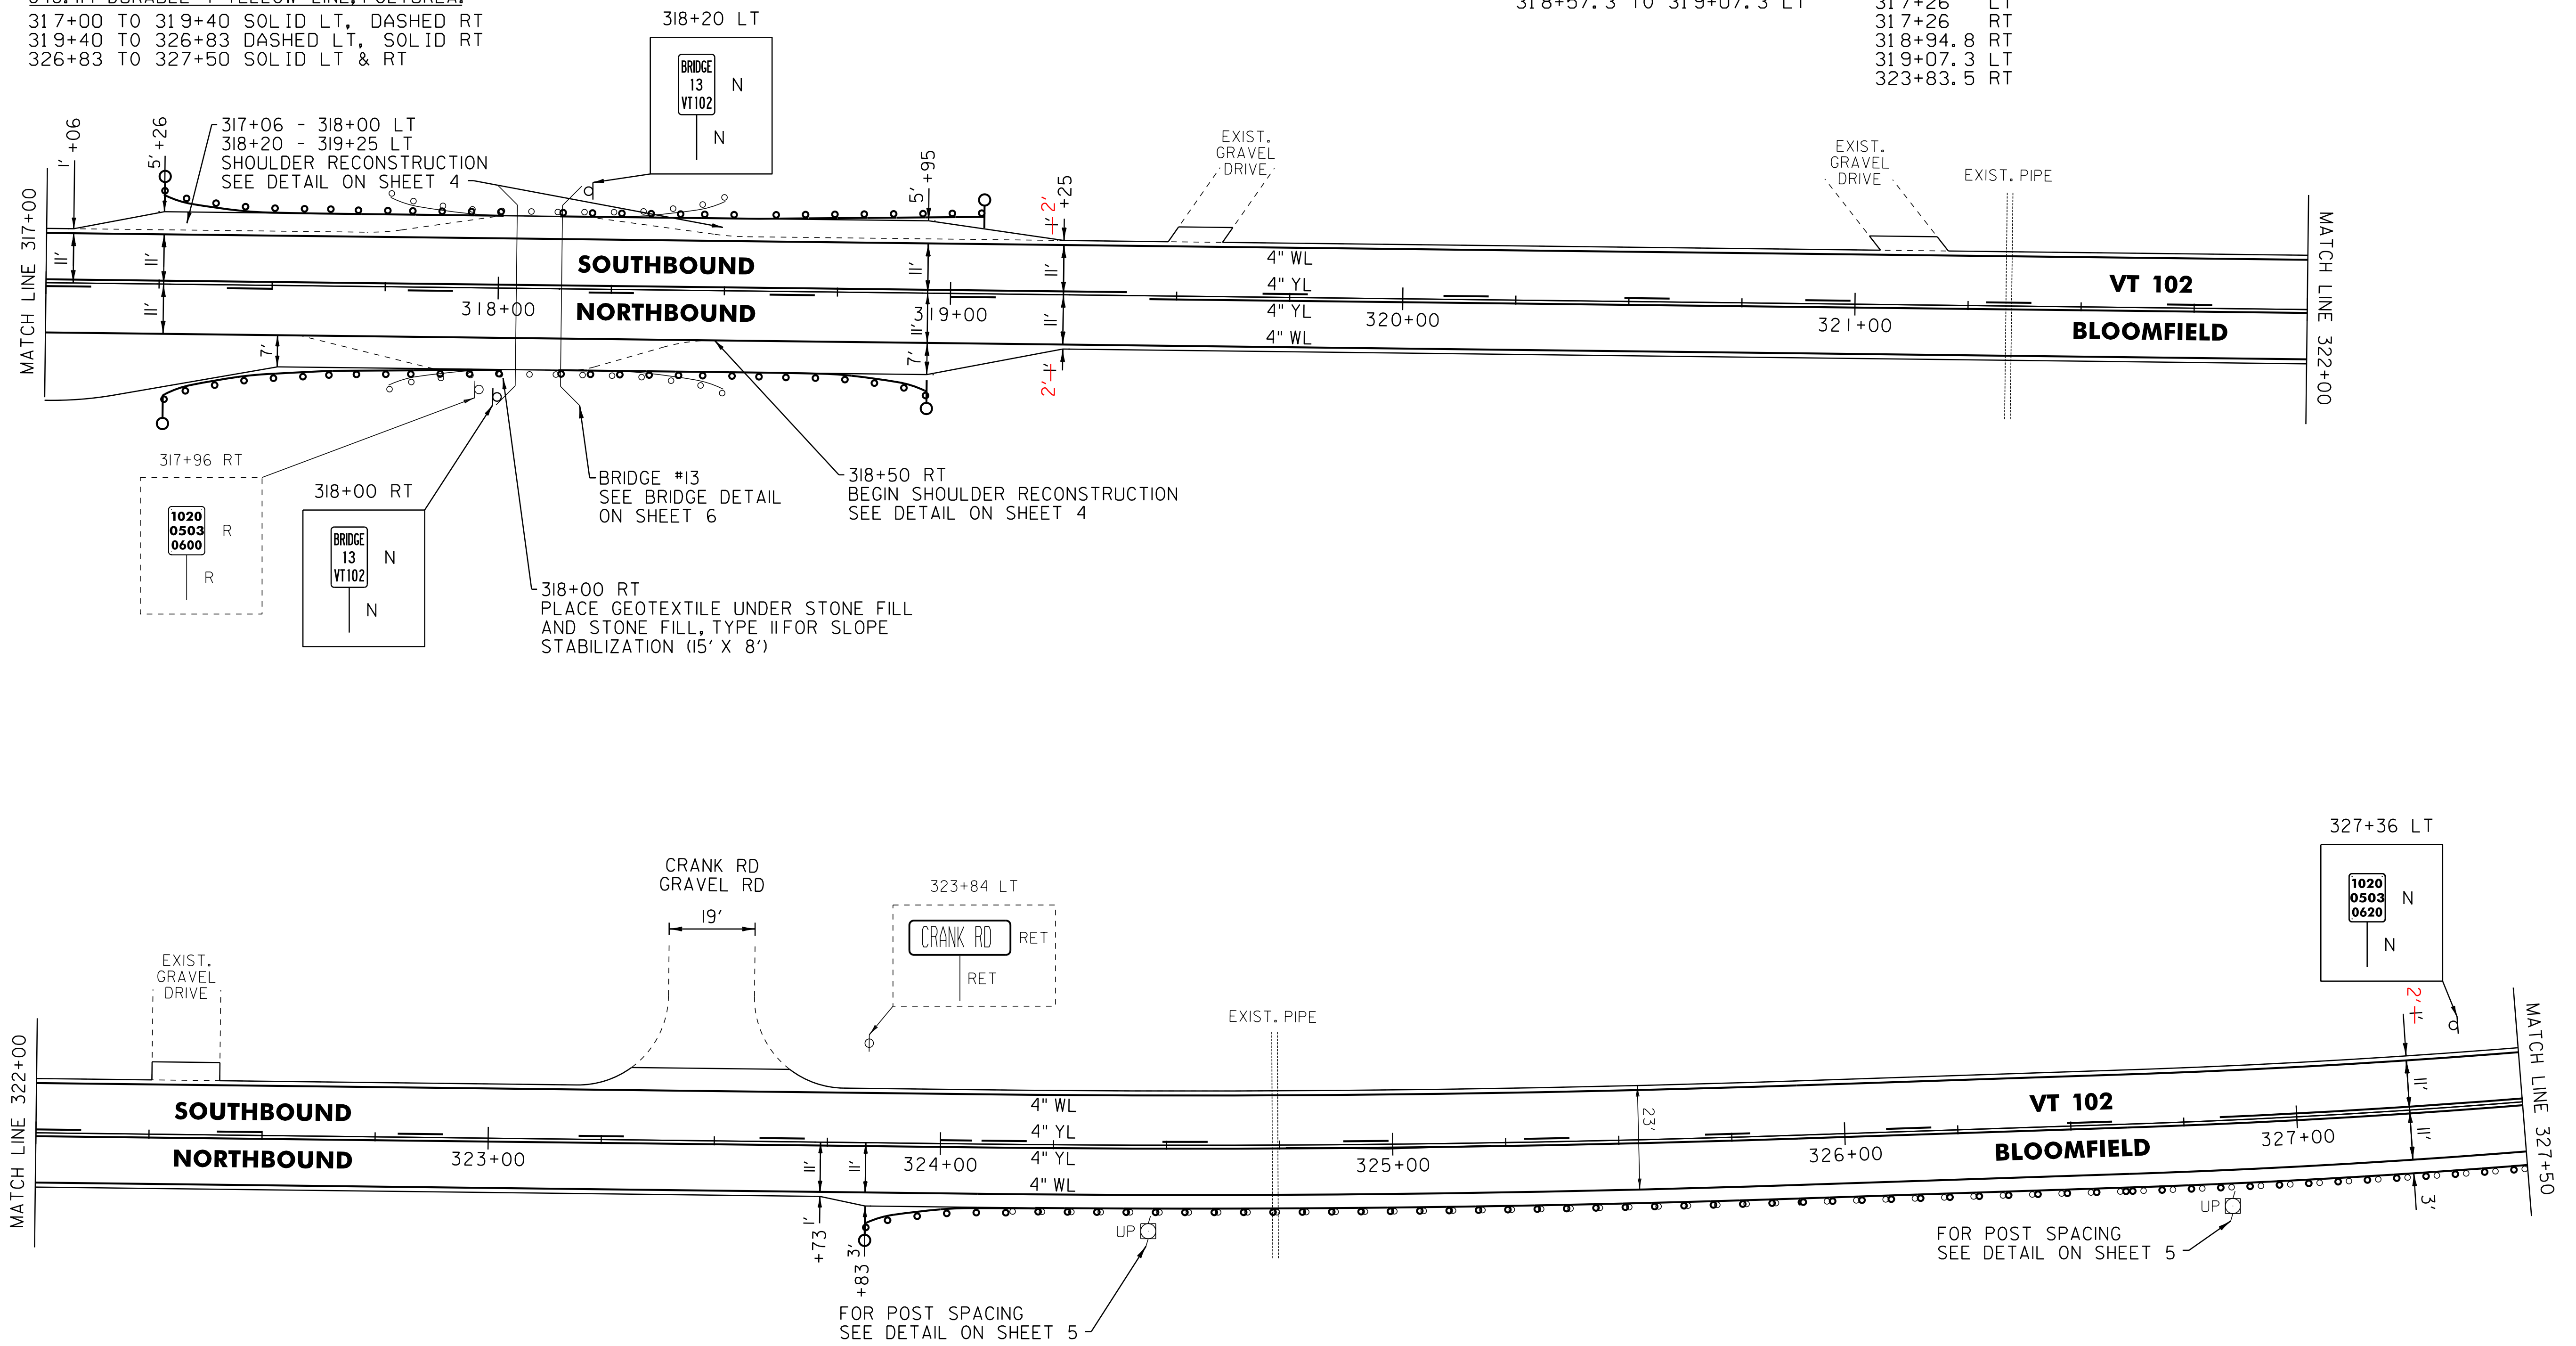 317+00 TO 319+40 SOLID LT, DASHED RT
319+40 TO 326+83 DASHED LT, SOLID RT
326+83 TO 327+50 SOLID LT & RT
318+57.3 TO 319+07.3 LT
317+26 LT
317+26 RT
318+94.8 RT
319+07.3 LT
323+83.5 RT
318+20 LT
BRIDGE
13
VT102
N
N
1' +06
5' +26
317+06 - 318+00 LT
318+20 - 319+25 LT
SHOULDER RECONSTRUCTION
SEE DETAIL ON SHEET 4
5' +95
1' 2' +25
EXIST.
GRAVEL
DRIVE
EXIST.
GRAVEL
DRIVE
EXIST. PIPE
MATCH LINE 317+00
MATCH LINE 322+00
11'
11'
11'
11'
11'
11'
11'
SOUTHBOUND
NORTHBOUND
318+00
319+00
320+00
321+00
4" WL
4" YL
4" YL
4" WL
VT 102
BLOOMFIELD
7'
7'
2' 1'
317+96 RT
1020
0503
0600
R
R
318+00 RT
BRIDGE
13
VT102
N
N
BRIDGE #13
SEE BRIDGE DETAIL
ON SHEET 6
318+50 RT
BEGIN SHOULDER RECONSTRUCTION
SEE DETAIL ON SHEET 4
318+00 RT
PLACE GEOTEXTILE UNDER STONE FILL
AND STONE FILL, TYPE II FOR SLOPE
STABILIZATION (15' X 8')
327+36 LT
1020
0503
0620
N
N
CRANK RD
GRAVEL RD
19'
323+84 LT
CRANK RD
RET
RET
EXIST.
GRAVEL
DRIVE
EXIST. PIPE
2' 1'
MATCH LINE 322+00
MATCH LINE 327+50
SOUTHBOUND
NORTHBOUND
4" WL
4" YL
4" YL
4" WL
VT 102
BLOOMFIELD
323+00
324+00
325+00
326+00
327+00
11'
11'
23'
11'
11'
3'
+73 1'
+83 3'
UP
UP
FOR POST SPACING
SEE DETAIL ON SHEET 5
FOR POST SPACING
SEE DETAIL ON SHEET 5